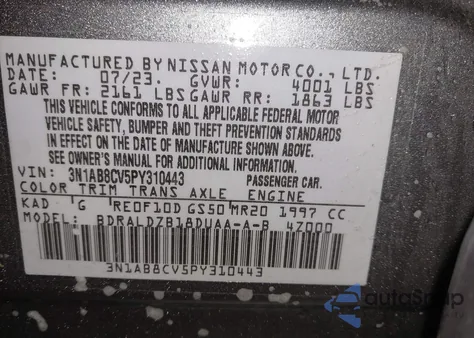 MANUFACTURED BY NISSAN MOTOR CO., LTD.
DATE: 07/23. GVWR: 4001 LBS
GAWR FR: 2161 LBS GAWR RR: 1863 LBS
THIS VEHICLE CONFORMS TO ALL APPLICABLE FEDERAL MOTOR
VEHICLE SAFETY, BUMPER AND THEFT PREVENTION STANDARDS
IN EFFECT ON THE DATE OF MANUFACTURE SHOWN ABOVE.
SEE OWNER'S MANUAL FOR ADDITIONAL INFORMATION.
VIN: 3N1AB8CV5PY310443 PASSENGER CAR.
COLOR TRIM TRANS AXLE ENGINE
KAD G RE0F10D GS50 MR20 1997 CC
MODEL: BDRALDZB18DUAA-A-B 4Z000
3N1AB8CV5PY310443
autoSnap